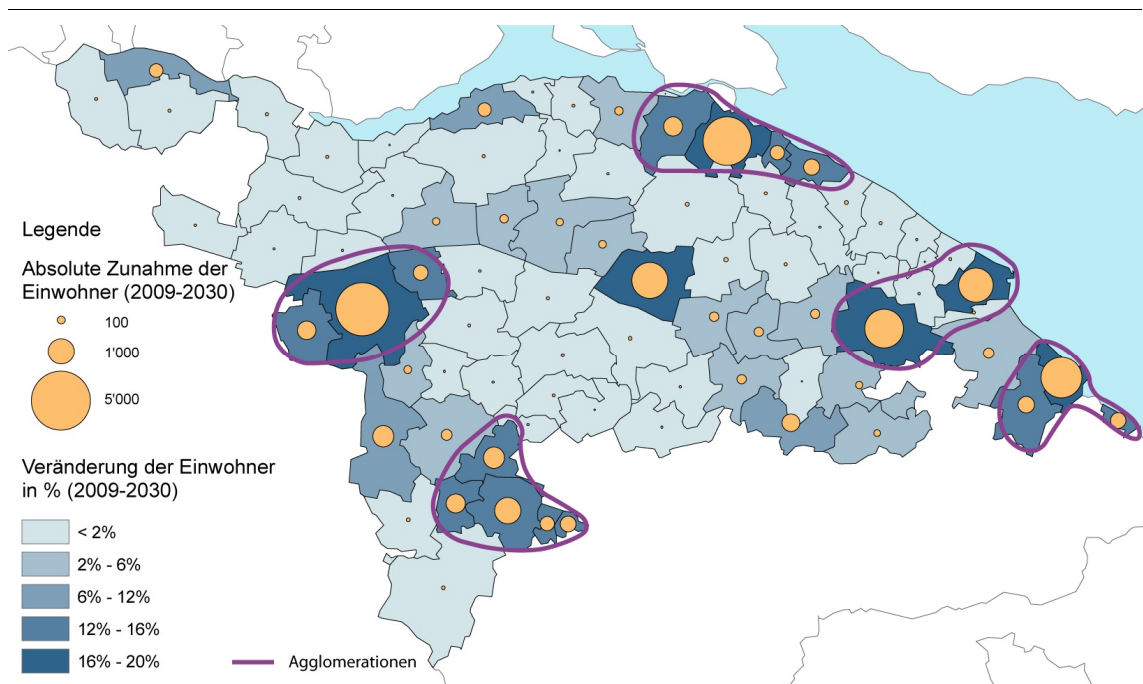 Legende
Absolute Zunahme der
Einwohner (2009-2030)
100
1'000
5'000
Veränderung der Einwohner
in % (2009-2030)
< 2%
2% - 6%
6% - 12%
12% - 16%
16% - 20%
Agglomerationen